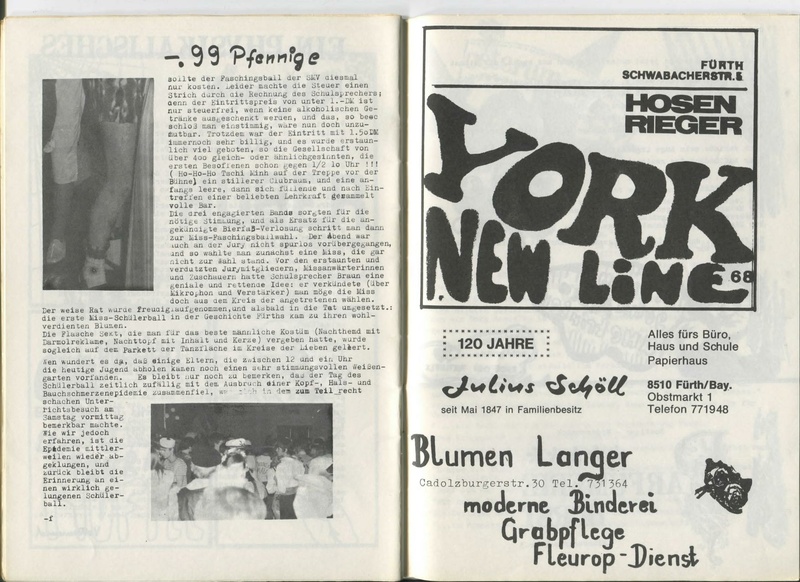 -.99 Pfennige
sollte der Faschingsball der SMV diesmal
nur kosten. Leider machte die Steuer einen
Strich durch die Rechnung des Schulsprechers;
denn der Eintrittspreis von unter 1.-DM ist
nur steuerfrei, wenn keine alkoholischen Ge-
tränke ausgeschenkt werden, und das, so besc
schloß man einstimmig, wäre nun doch unzu-
mutbar. Trotzdem war der Eintritt mit 1.5oDM
immernoch sehr billig, und es wurde erstaun-
lich viel geboten, so die Gesellschaft von
über 4oo gleich- oder ähnlichgesinnten, die
ersten Besoffenen schon gegen 1/2 1o Uhr !!!
( Ho-Ho-Ho Tschi Minh auf der Treppe vor der
Bühne) ein stillerer Clubraum, und eine an-
fangs leere, dann sich füllende und nach Ein-
treffen einer beliebten Lehrkraft gerammelt
volle Bar.
Die drei engagierten Bands sorgten für die
nötige Stimmung, und als Ersatz für die an-
gekündigte Bierfaß-Verlosung schritt man dann
zur Miss-Faschingsballwahl. Der Abend war
auch an der Jury nicht spurlos vorübergegangen,
und so wählte man zunächst eine Miss, die gar
nicht zur Wahl stand. Vor den erstaunten und
verdutzten Jurymitgliedern, Missanwärterinnen
und Zuschauern hatte Schulsprecher Braun eine
geniale und rettende Idee: er verkündete (über
Mikrophon und Verstärker) man möge die Miss
doch aus dem Kreis der angetretenen wählen.
Der weise Rat wurde freudig aufgenommen,und alsbald in die Tat umgesetzt.:
die erste Miss-Schülerball in der Geschichte Fürths kam zu ihren wohl-
verdienten Blumen.
Die Flasche Sekt, die man für das beste männliche Kostüm (Nachthemd mit
Darmolreklame, Nachttopf mit Inhalt und Kerze) vergeben hatte, wurde
sogleich auf dem Parkett der Tanzfläche im Kreise der Lieben geleert.
Wen wundert es da, daß einige Eltern, die zwischen 12 und ein Uhr
die heutige Jugend abholen kamen noch einen sehr stimmungsvollen Weißen-
garten vorfanden. Es bleibt nur noch zu bemerken, daß der Tag des
Schülerball zeitlich zufällig mit dem Ausbruch einer Kopf-, Hals- und
Bauchschmerzenepidemie zusammenfiel, was sich in dem zum Teil recht
schwachen Unter-
richtsbesuch am
Samstag vormittag
bemerkbar machte.
Wie wir jedoch
erfahren, ist die
Epidemie mittler-
weilen wieder ab-
geklungen, und
zurück bleibt die
Erinnerung an ei-
nen wirklich ge-
lungenen Schüler-
ball.
-f
FÜRTH
SCHWABACHERSTR.
HOSEN
RIEGER
YORK
NEW LINE 68
120 JAHRE
Julius Schöll
seit Mai 1847 in Familienbesitz
Alles fürs Büro,
Haus und Schule
Papierhaus
8510 Fürth/Bay.
Obstmarkt 1
Telefon 771948
Blumen Langer
Cadolzburgerstr.30 Tel. 731364
moderne Binderei
Grabpflege
Fleurop-Dienst